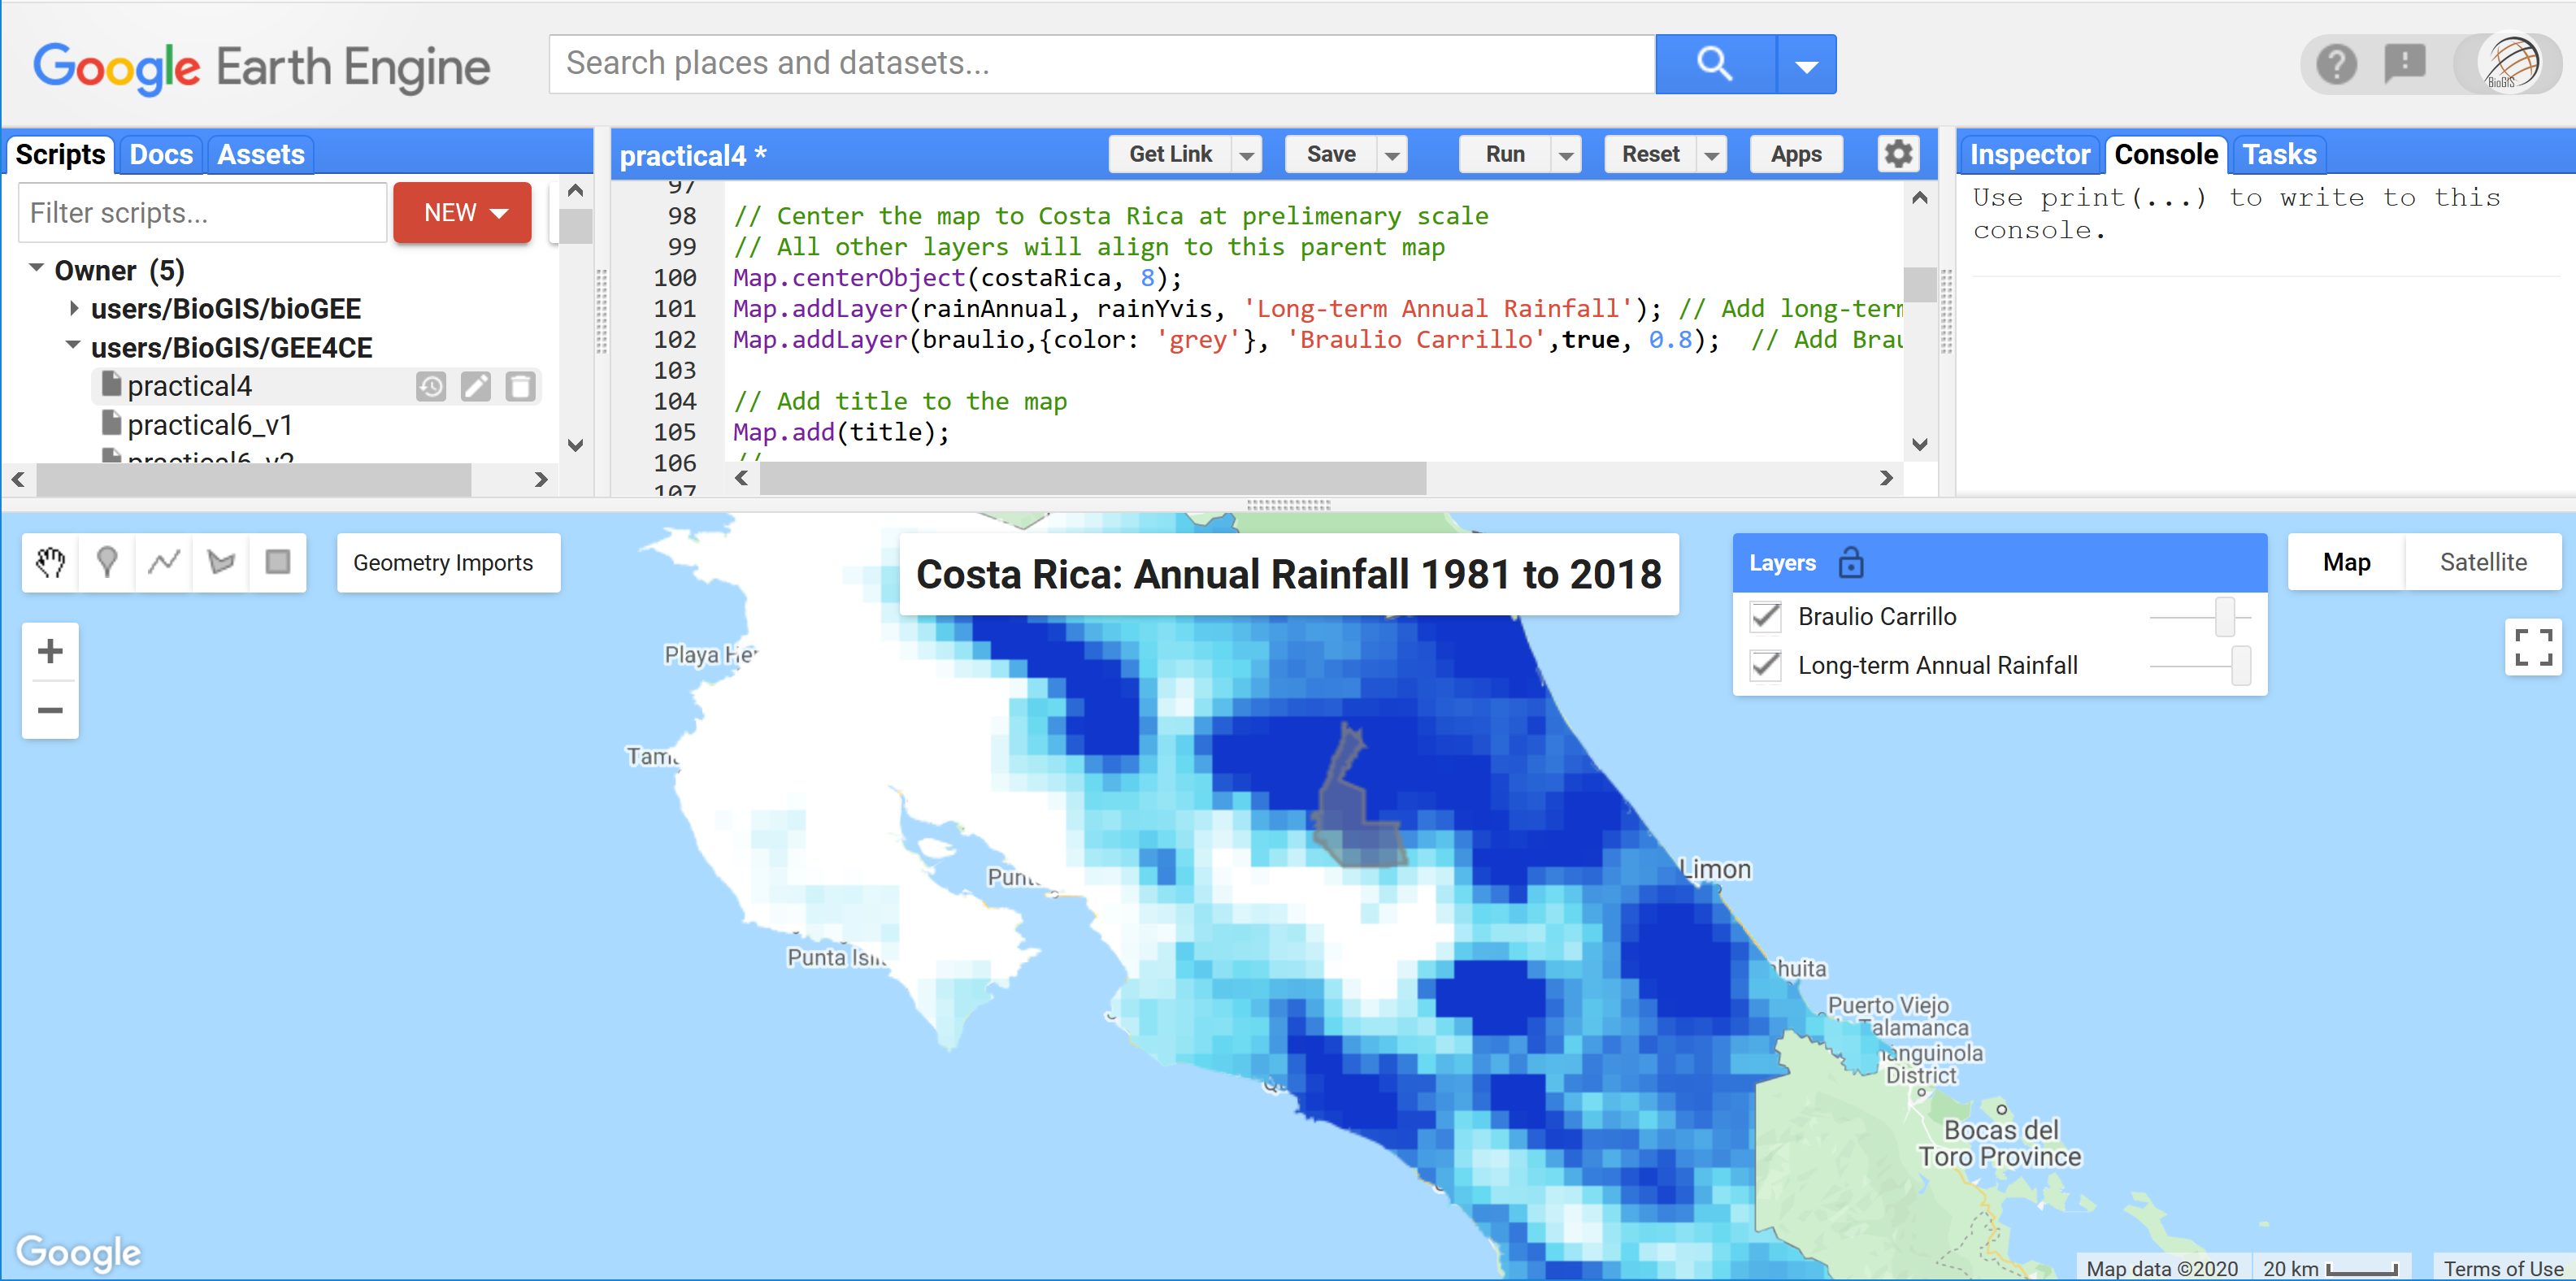 Google Earth Engine
Search places and datasets...
BioGIS
Scripts Docs Assets
Filter scripts...
NEW
Owner (5)
users/BioGIS/bioGEE
users/BioGIS/GEE4CE
practical4
practical6_v1
practical6_v2
practical4 *
Get Link Save Run Reset Apps
97
98 // Center the map to Costa Rica at prelimenary scale
99 // All other layers will align to this parent map
100 Map.centerObject(costaRica, 8);
101 Map.addLayer(rainAnnual, rainYvis, 'Long-term Annual Rainfall'); // Add long-term
102 Map.addLayer(braulio,{color: 'grey'}, 'Braulio Carrillo',true, 0.8); // Add Brau
103
104 // Add title to the map
105 Map.add(title);
106 //
107
Inspector Console Tasks
Use print(...) to write to this
console.
Geometry Imports
Costa Rica: Annual Rainfall 1981 to 2018
Layers
Braulio Carrillo
Long-term Annual Rainfall
Map Satellite
Playa He
Tam
Punt
Punta Isl
Limon
ahuita
Puerto Viejo
Talamanca
anguinola
District
Bocas del
Toro Province
Google
Map data ©2020 20 km Terms of Use